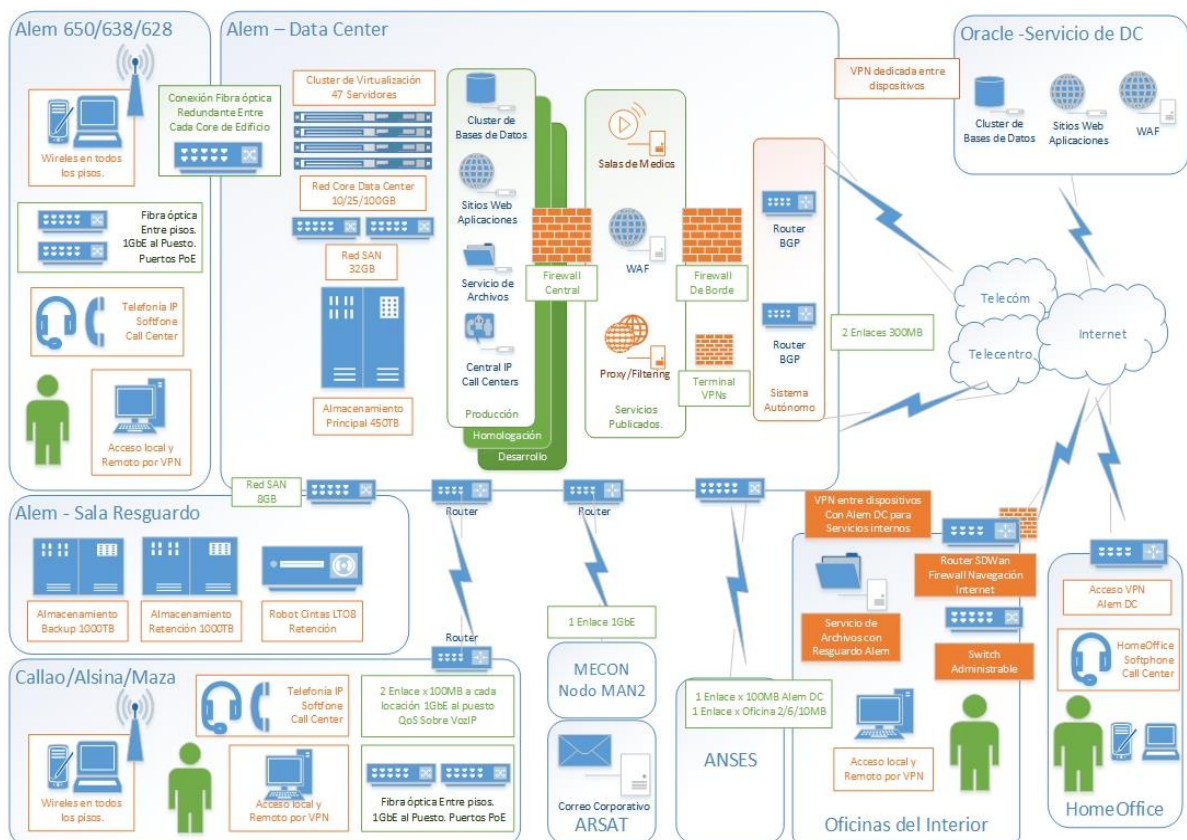 Alem 650/638/628
Wireles en todos
los pisos.
Conexión Fibra óptica
Redundante Entre
Cada Core de Edificio
Fibra óptica
Entre pisos.
1GbE al Puesto.
Puertos PoE
Telefonía IP
Softfone
Call Center
Acceso local y
Remoto por VPN
Alem – Data Center
Cluster de Virtualización
47 Servidores
Red Core Data Center
10/25/100GB
Red SAN
32GB
Almacenamiento
Principal 450TB
Cluster de
Bases de Datos
Sitios Web
Aplicaciones
Servicio de
Archivos
Central IP
Call Centers
Producción
Homologación
Desarrollo
Firewall
Central
Salas de Medios
WAF
Proxy/Filtering
Servicios
Publicados.
Firewall
De Borde
Terminal
VPNs
Router
BGP
Router
BGP
Sistema
Autónomo
VPN dedicada entre
dispositivos
2 Enlaces 300MB
Oracle -Servicio de DC
Cluster de
Bases de Datos
Sitios Web
Aplicaciones
WAF
Telecóm
Telecentro
Internet
Red SAN
8GB
Router
Router
Alem - Sala Resguardo
Almacenamiento
Backup 1000TB
Almacenamiento
Retención 1000TB
Robot Cintas LTO8
Retención
Router
Callao/Alsina/Maza
Wireles en todos
los pisos.
Telefonía IP
Softfone
Call Center
Acceso local y
Remoto por VPN
2 Enlace x 100MB a cada
locación 1GbE al puesto
QoS Sobre VozIP
Fibra óptica Entre pisos.
1GbE al Puesto. Puertos PoE
1 Enlace 1GbE
MECON
Nodo MAN2
Correo Corporativo
ARSAT
1 Enlace x 100MB Alem DC
1 Enlace x Oficina 2/6/10MB
ANSES
VPN entre dispositivos
Con Alem DC para
Servicios internos
Router SDWan
Firewall Navegación
Internet
Servicio de
Archivos con
Resguardo Alem
Switch
Administrable
Acceso local y
Remoto por VPN
Oficinas del Interior
Acceso VPN
Alem DC
HomeOffice
Softphone
Call Center
HomeOffice